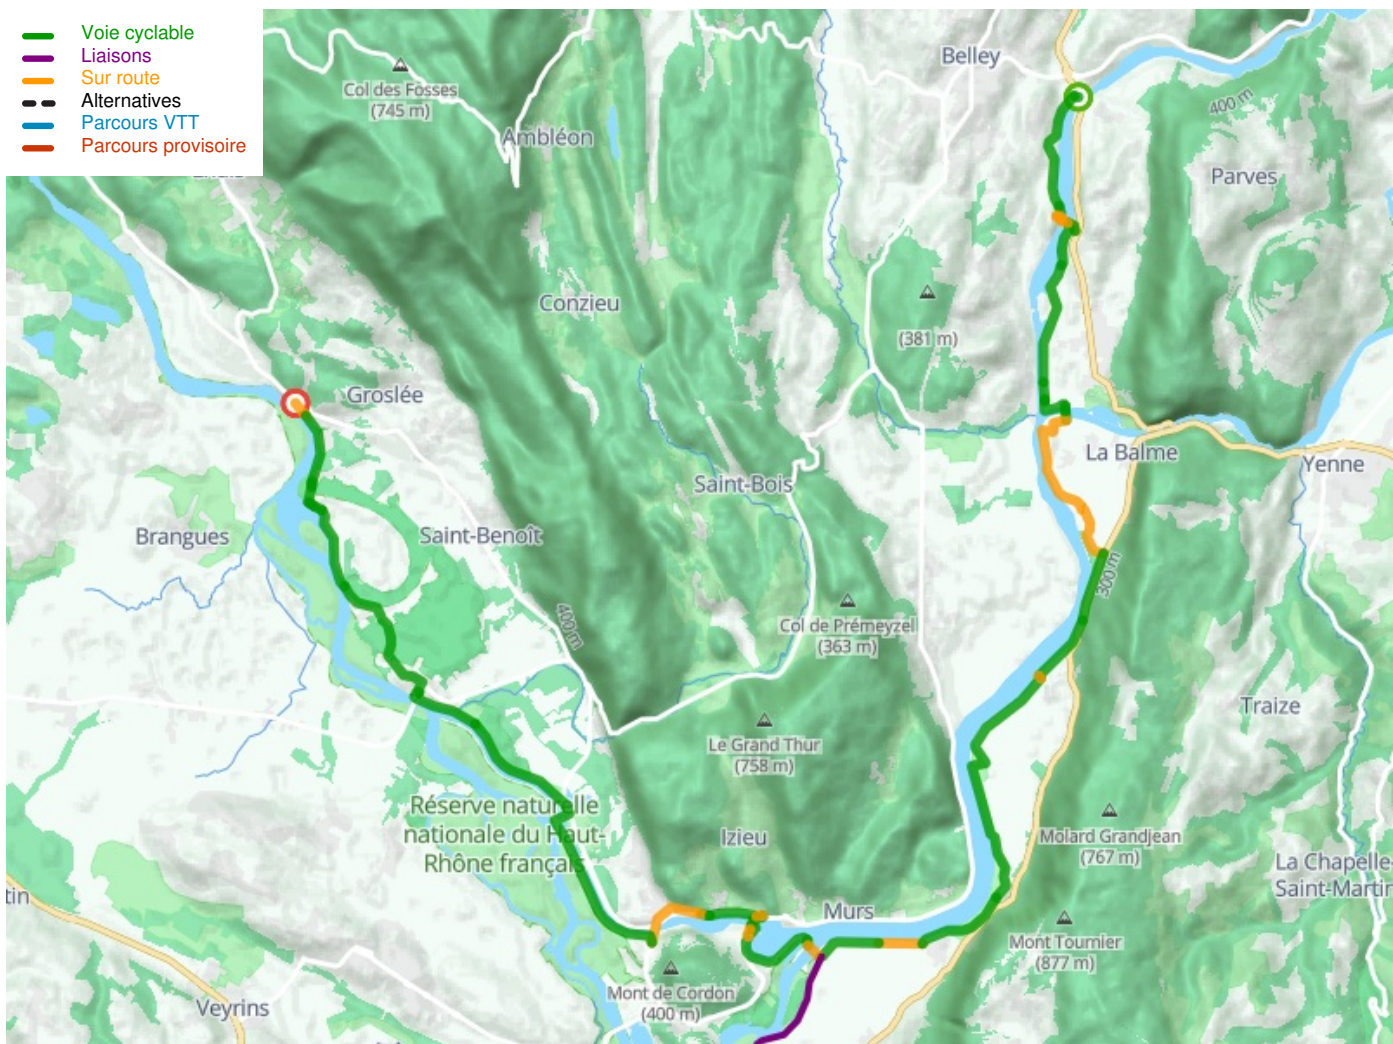 Voie cyclable
Liaisons
Sur route
Alternatives
Parcours VTT
Parcours provisoire
Belley
Col des Fosses
(745 m)
400 m
Ambléon
Parves
Conzieu
(381 m)
Groslée
La Balme
Yenne
Saint-Bois
Brangues
Saint-Benoît
300 m
400 m
Col de Prémeyzel
(363 m)
Traize
Le Grand Thur
(758 m)
Réserve naturelle
nationale du Haut-
Rhône français
Izieu
Molard Grandjean
(767 m)
La Chapelle-
Saint-Martin
tin
Murs
Mont Tournier
(877 m)
Mont de Cordon
(400 m)
Veyrins